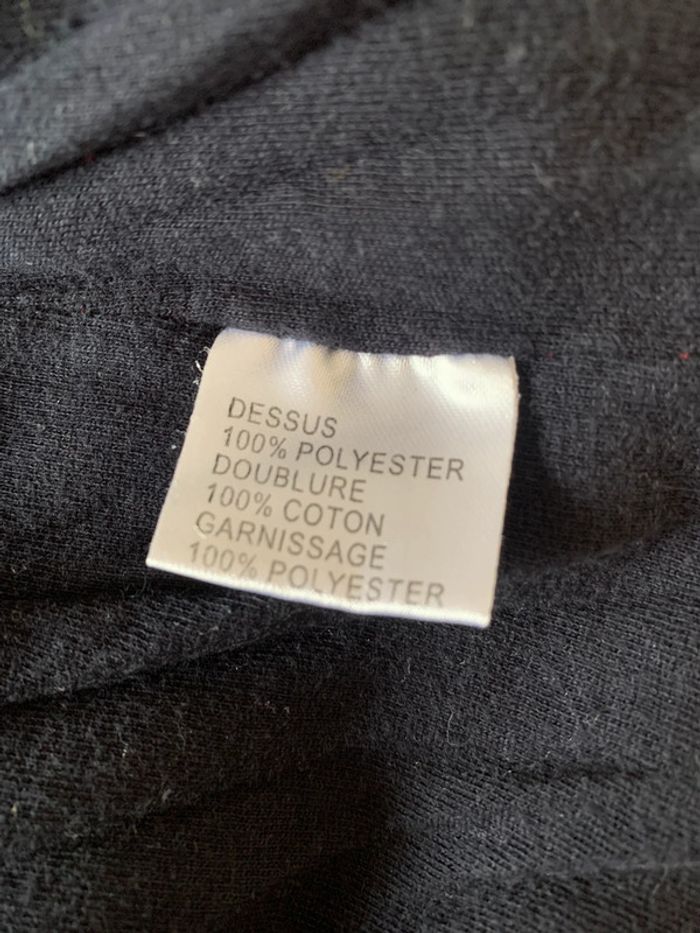 DESSUS
100% POLYESTER
DOUBLURE
100% COTON
GARNISSAGE
100% POLYESTER